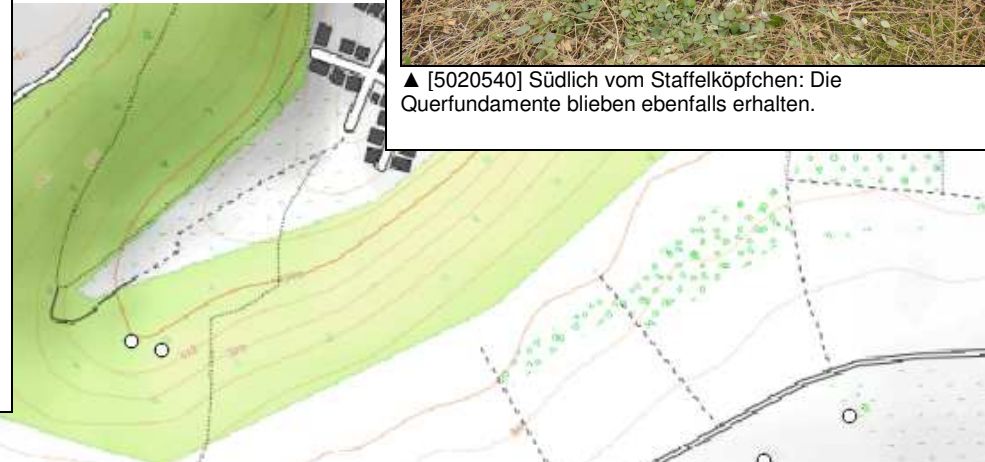 ▲ [5020540] Südlich vom Staffelköpfchen: Die
Querfundamente blieben ebenfalls erhalten.